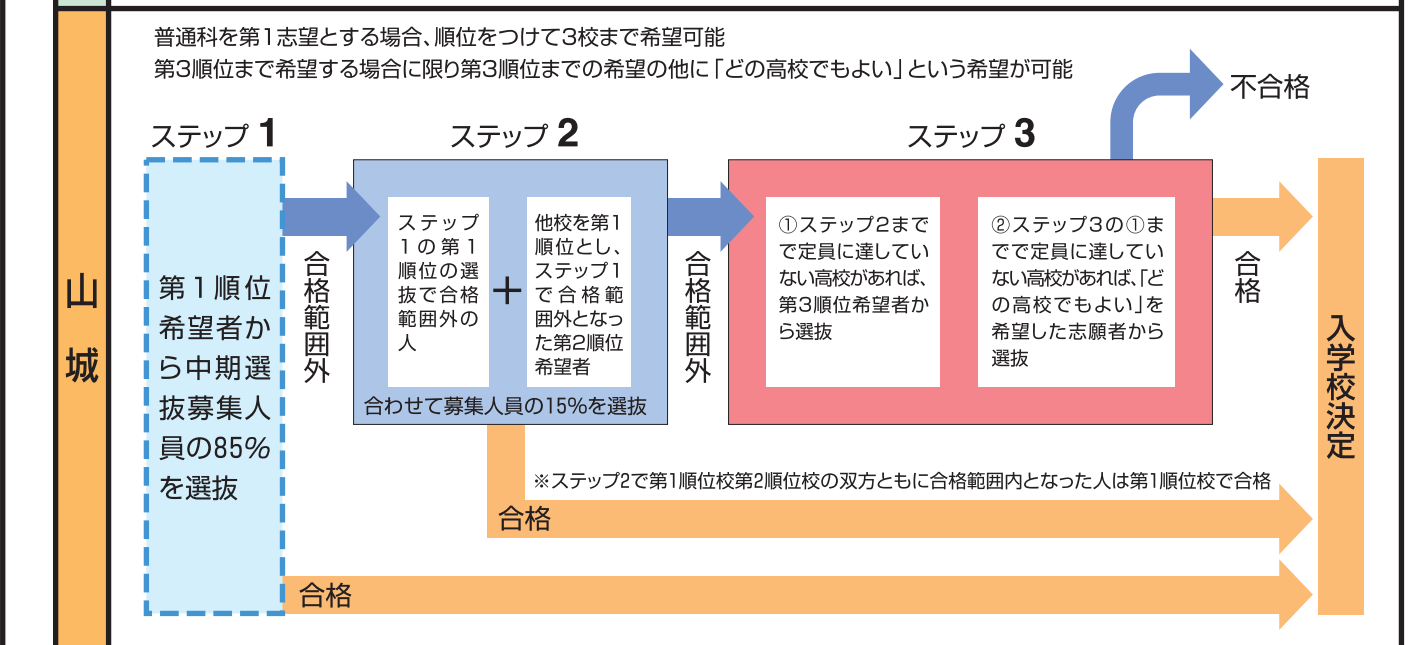 山城
普通科を第1志望とする場合、順位をつけて3校まで希望可能
第3順位まで希望する場合に限り第3順位までの希望の他に「どの高校でもよい」という希望が可能
ステップ 1
第1順位
希望者か
ら中期選
抜募集人
員の85%
を選抜
合格範囲外
ステップ 2
ステップ
1の第1
順位の選
抜で合格
範囲外の
人
＋
他校を第1
順位とし、
ステップ1
で合格範
囲外となっ
た第2順位
希望者
合わせて募集人員の15%を選抜
合格範囲外
ステップ 3
①ステップ2まで
で定員に達してい
ない高校があれば、
第3順位希望者か
ら選抜
②ステップ3の①ま
でで定員に達してい
ない高校があれば、「ど
の高校でもよい」を
希望した志願者から
選抜
不合格
合格
※ステップ2で第1順位校第2順位校の双方ともに合格範囲内となった人は第1順位校で合格
合格
合格
入学校決定